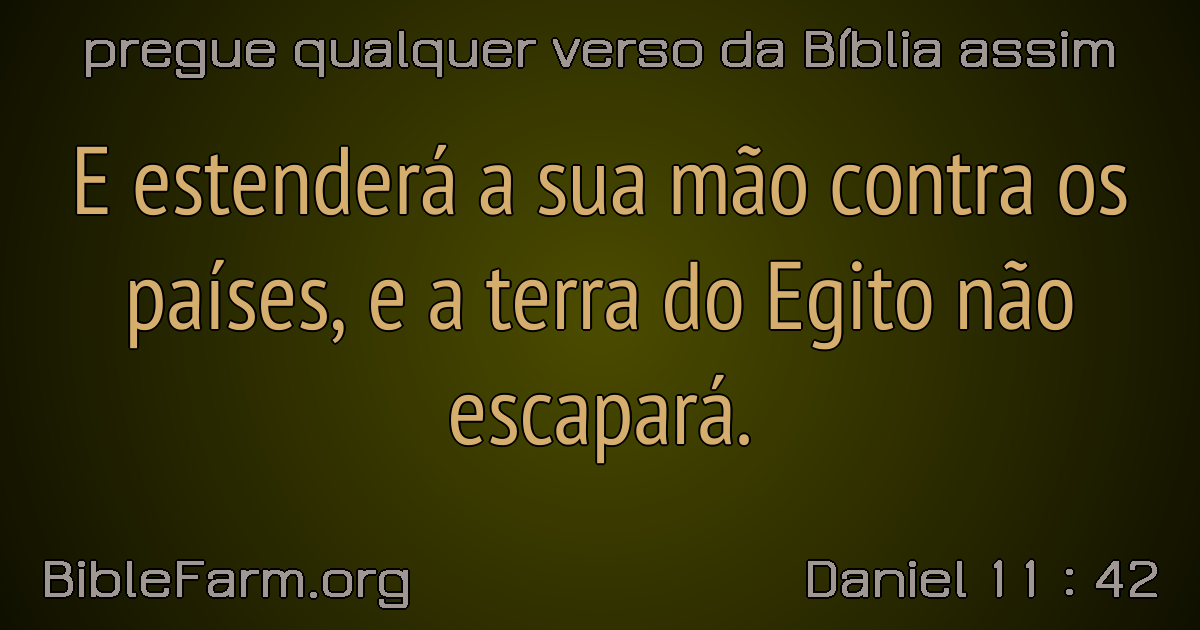 pregue qualquer verso da Bíblia assim
E estenderá a sua mão contra os
países, e a terra do Egito não
escapará.
BibleFarm.org
Daniel 11 : 42